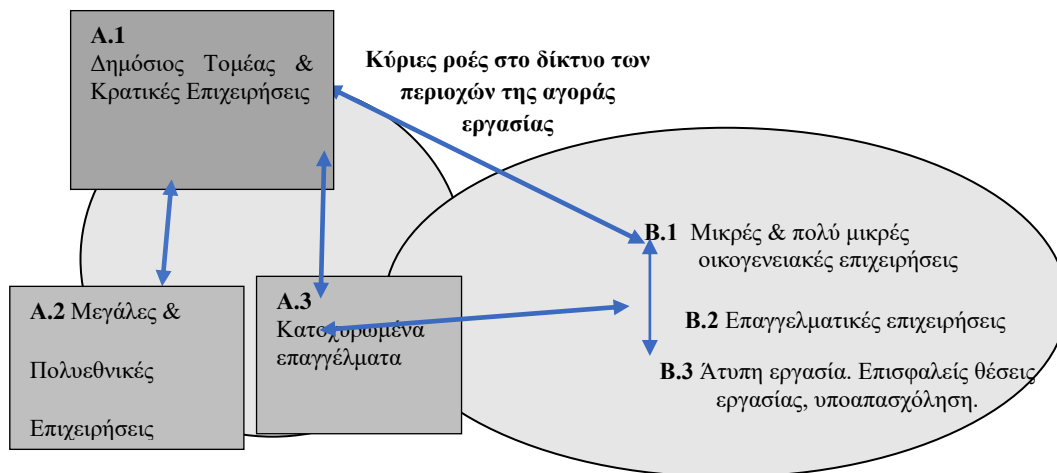 A.1
Δημόσιος Τομέας &
Κρατικές Επιχειρήσεις
Κύριες ροές στο δίκτυο των
περιοχών της αγοράς
εργασίας
A.2 Μεγάλες &
Πολυεθνικές
Επιχειρήσεις
A.3
Κατοχυρωμένα
επαγγέλματα
B.1 Μικρές & πολύ μικρές
οικογενειακές επιχειρήσεις
B.2 Επαγγελματικές επιχειρήσεις
B.3 Άτυπη εργασία. Επισφαλείς θέσεις
εργασίας, υποαπασχόληση.